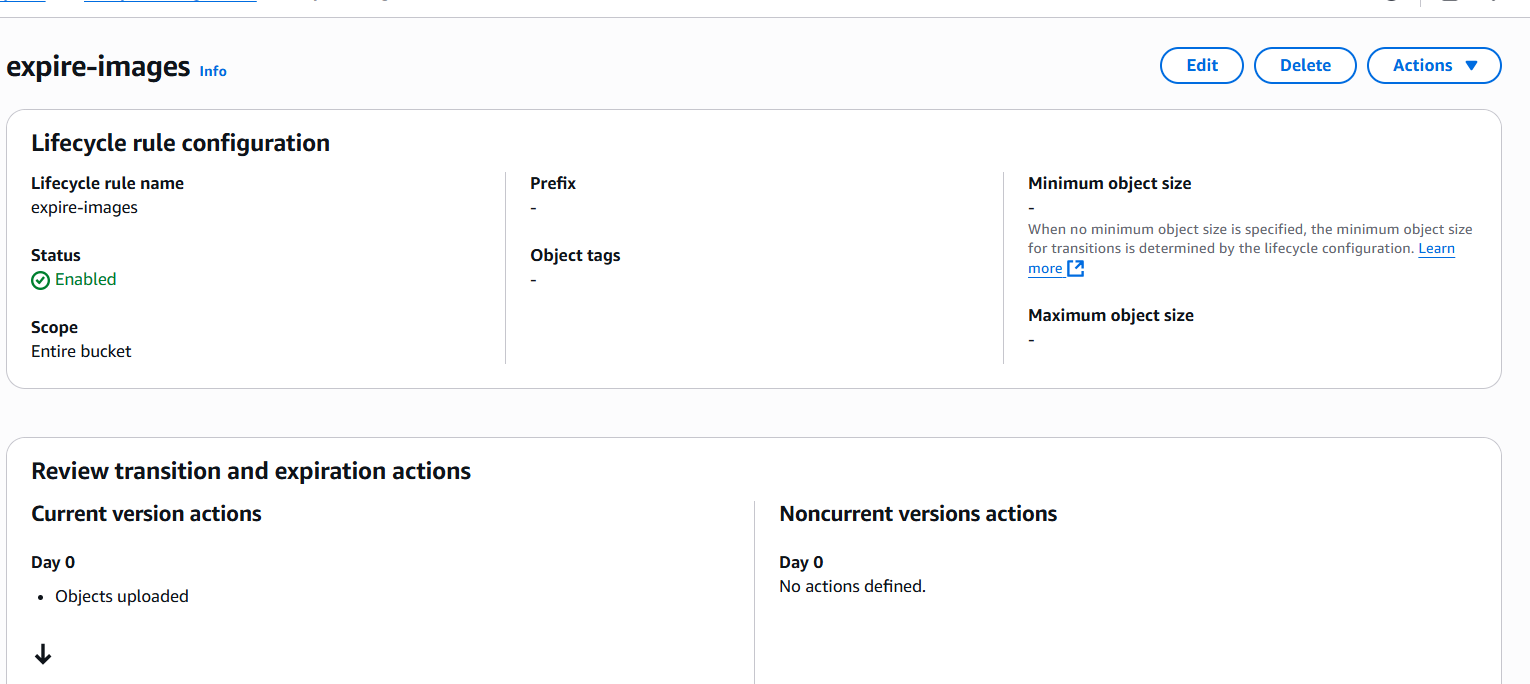 expire-images Info
Edit
Delete
Actions
Lifecycle rule configuration
Lifecycle rule name
expire-images
Status
Enabled
Scope
Entire bucket
Prefix
-
Object tags
-
Minimum object size
-
When no minimum object size is specified, the minimum object size
for transitions is determined by the lifecycle configuration. Learn
more
Maximum object size
-
Review transition and expiration actions
Current version actions
Day 0
• Objects uploaded
↓
Noncurrent versions actions
Day 0
No actions defined.